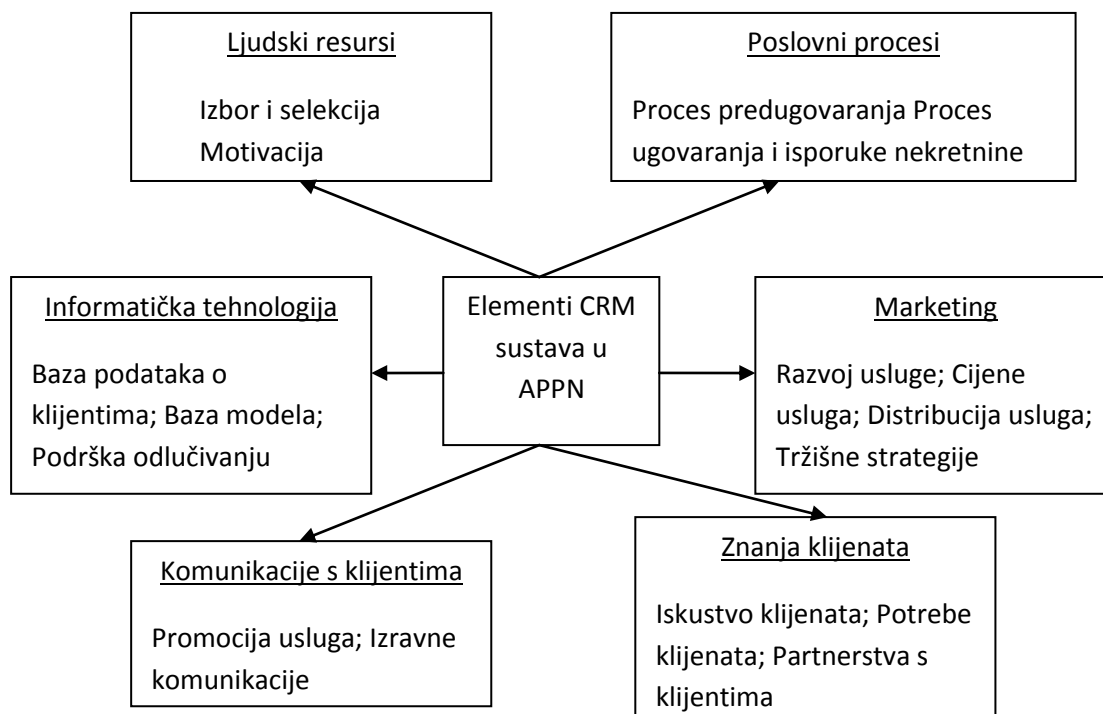 Ljudski resursi
Izbor i selekcija
Motivacija
Poslovni procesi
Proces predugovaranja Proces
ugovaranja i isporuke nekretnine
Informatička tehnologija
Baza podataka o
klijentima; Baza modela;
Podrška odlučivanju
Elementi CRM
sustava u
APPN
Marketing
Razvoj usluge; Cijene
usluga; Distribucija usluga;
Tržišne strategije
Komunikacije s klijentima
Promocija usluga; Izravne
komunikacije
Znanja klijenata
Iskustvo klijenata; Potrebe
klijenata; Partnerstva s
klijentima